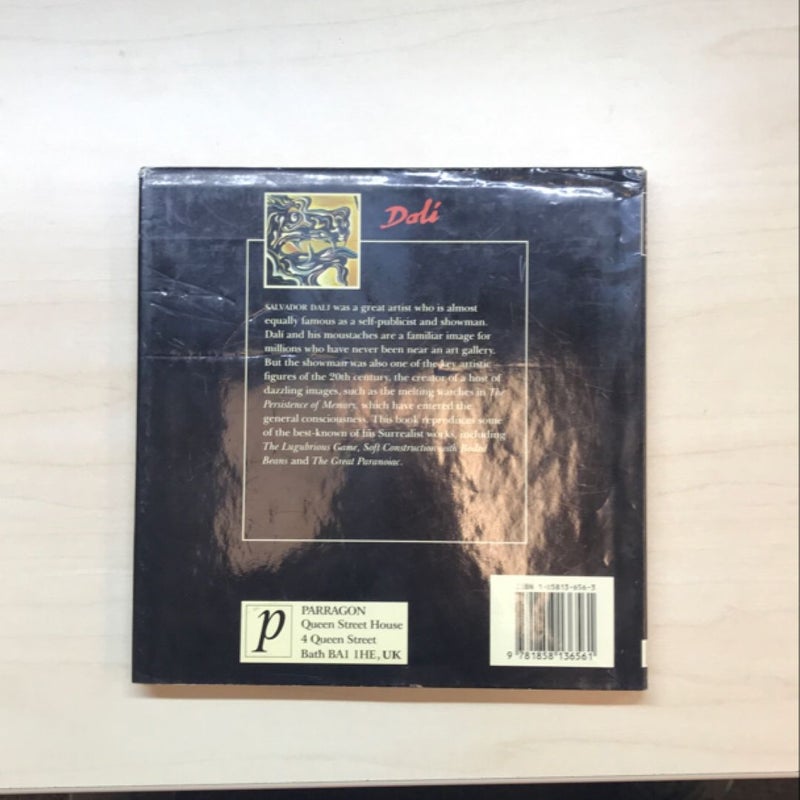 Dalí
SALVADOR DALÍ was a great artist who is almost
equally famous as a self-publicist and showman.
Dalí and his moustaches are a familiar image for
millions who have never been near an art gallery.
But the showman was also one of the key artistic
figures of the 20th century, the creator of a host of
dazzling images, such as the melting watches in The
Persistence of Memory, which have entered the
general consciousness. This book reproduces some
of the best-known of his Surrealist works, including
The Lugubrious Game, Soft Construction with Boiled
Beans and The Great Paranoiac.
p
PARRAGON
Queen Street House
4 Queen Street
Bath BA1 1HE, UK
ISBN 1-85813-656-3
9 781858 136561